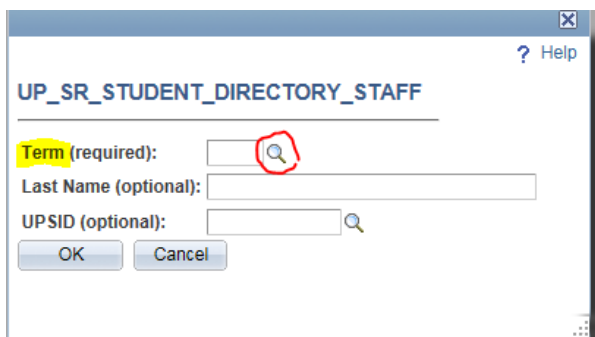 ? Help
UP_SR_STUDENT_DIRECTORY_STAFF
Term (required):
Last Name (optional):
UPSID (optional):
OK Cancel